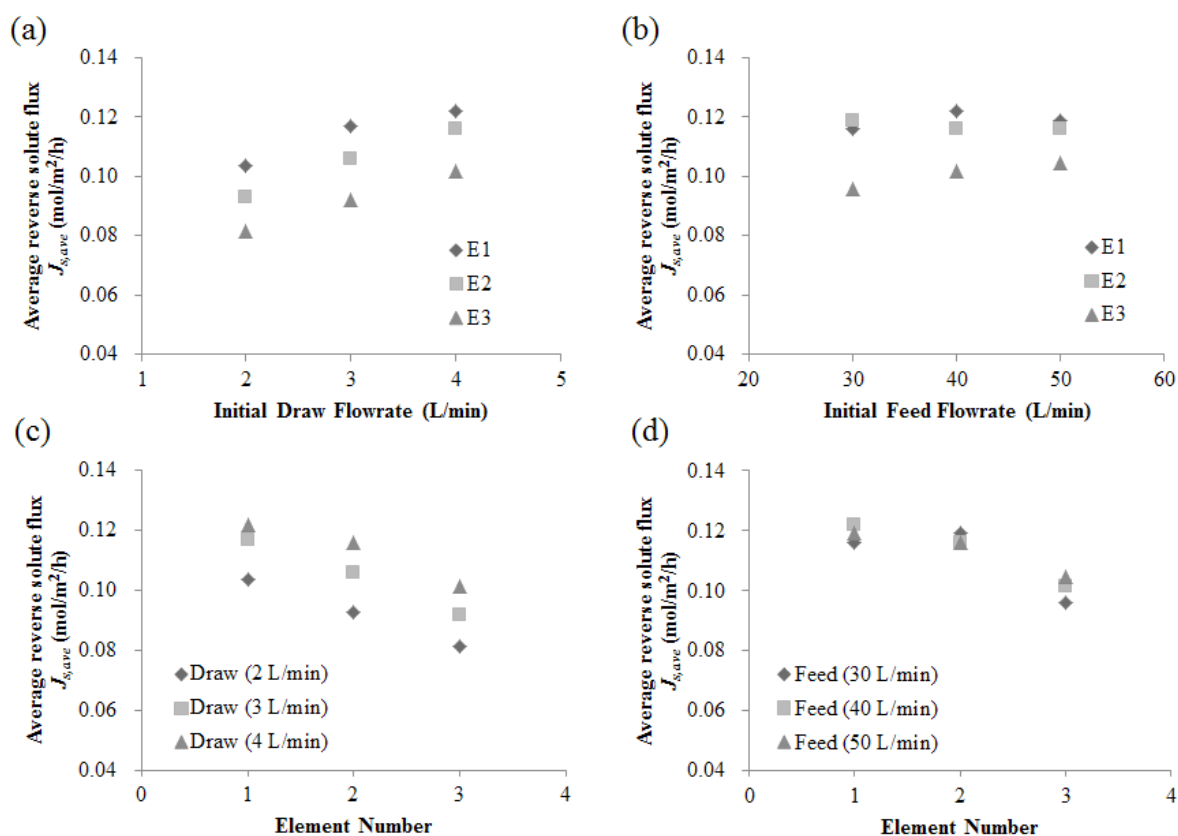 (a)
Average reverse solute flux
J_s,ave (mol/m²/h)
0.14
0.12
0.10
0.08
0.06
0.04
E1
E2
E3
1 2 3 4 5
Initial Draw Flowrate (L/min)
(b)
Average reverse solute flux
J_s,ave (mol/m²/h)
0.14
0.12
0.10
0.08
0.06
0.04
E1
E2
E3
20 30 40 50 60
Initial Feed Flowrate (L/min)
(c)
Average reverse solute flux
J_s,ave (mol/m²/h)
0.14
0.12
0.10
0.08
0.06
0.04
Draw (2 L/min)
Draw (3 L/min)
Draw (4 L/min)
0 1 2 3 4
Element Number
(d)
Average reverse solute flux
J_s,ave (mol/m²/h)
0.14
0.12
0.10
0.08
0.06
0.04
Feed (30 L/min)
Feed (40 L/min)
Feed (50 L/min)
0 1 2 3 4
Element Number